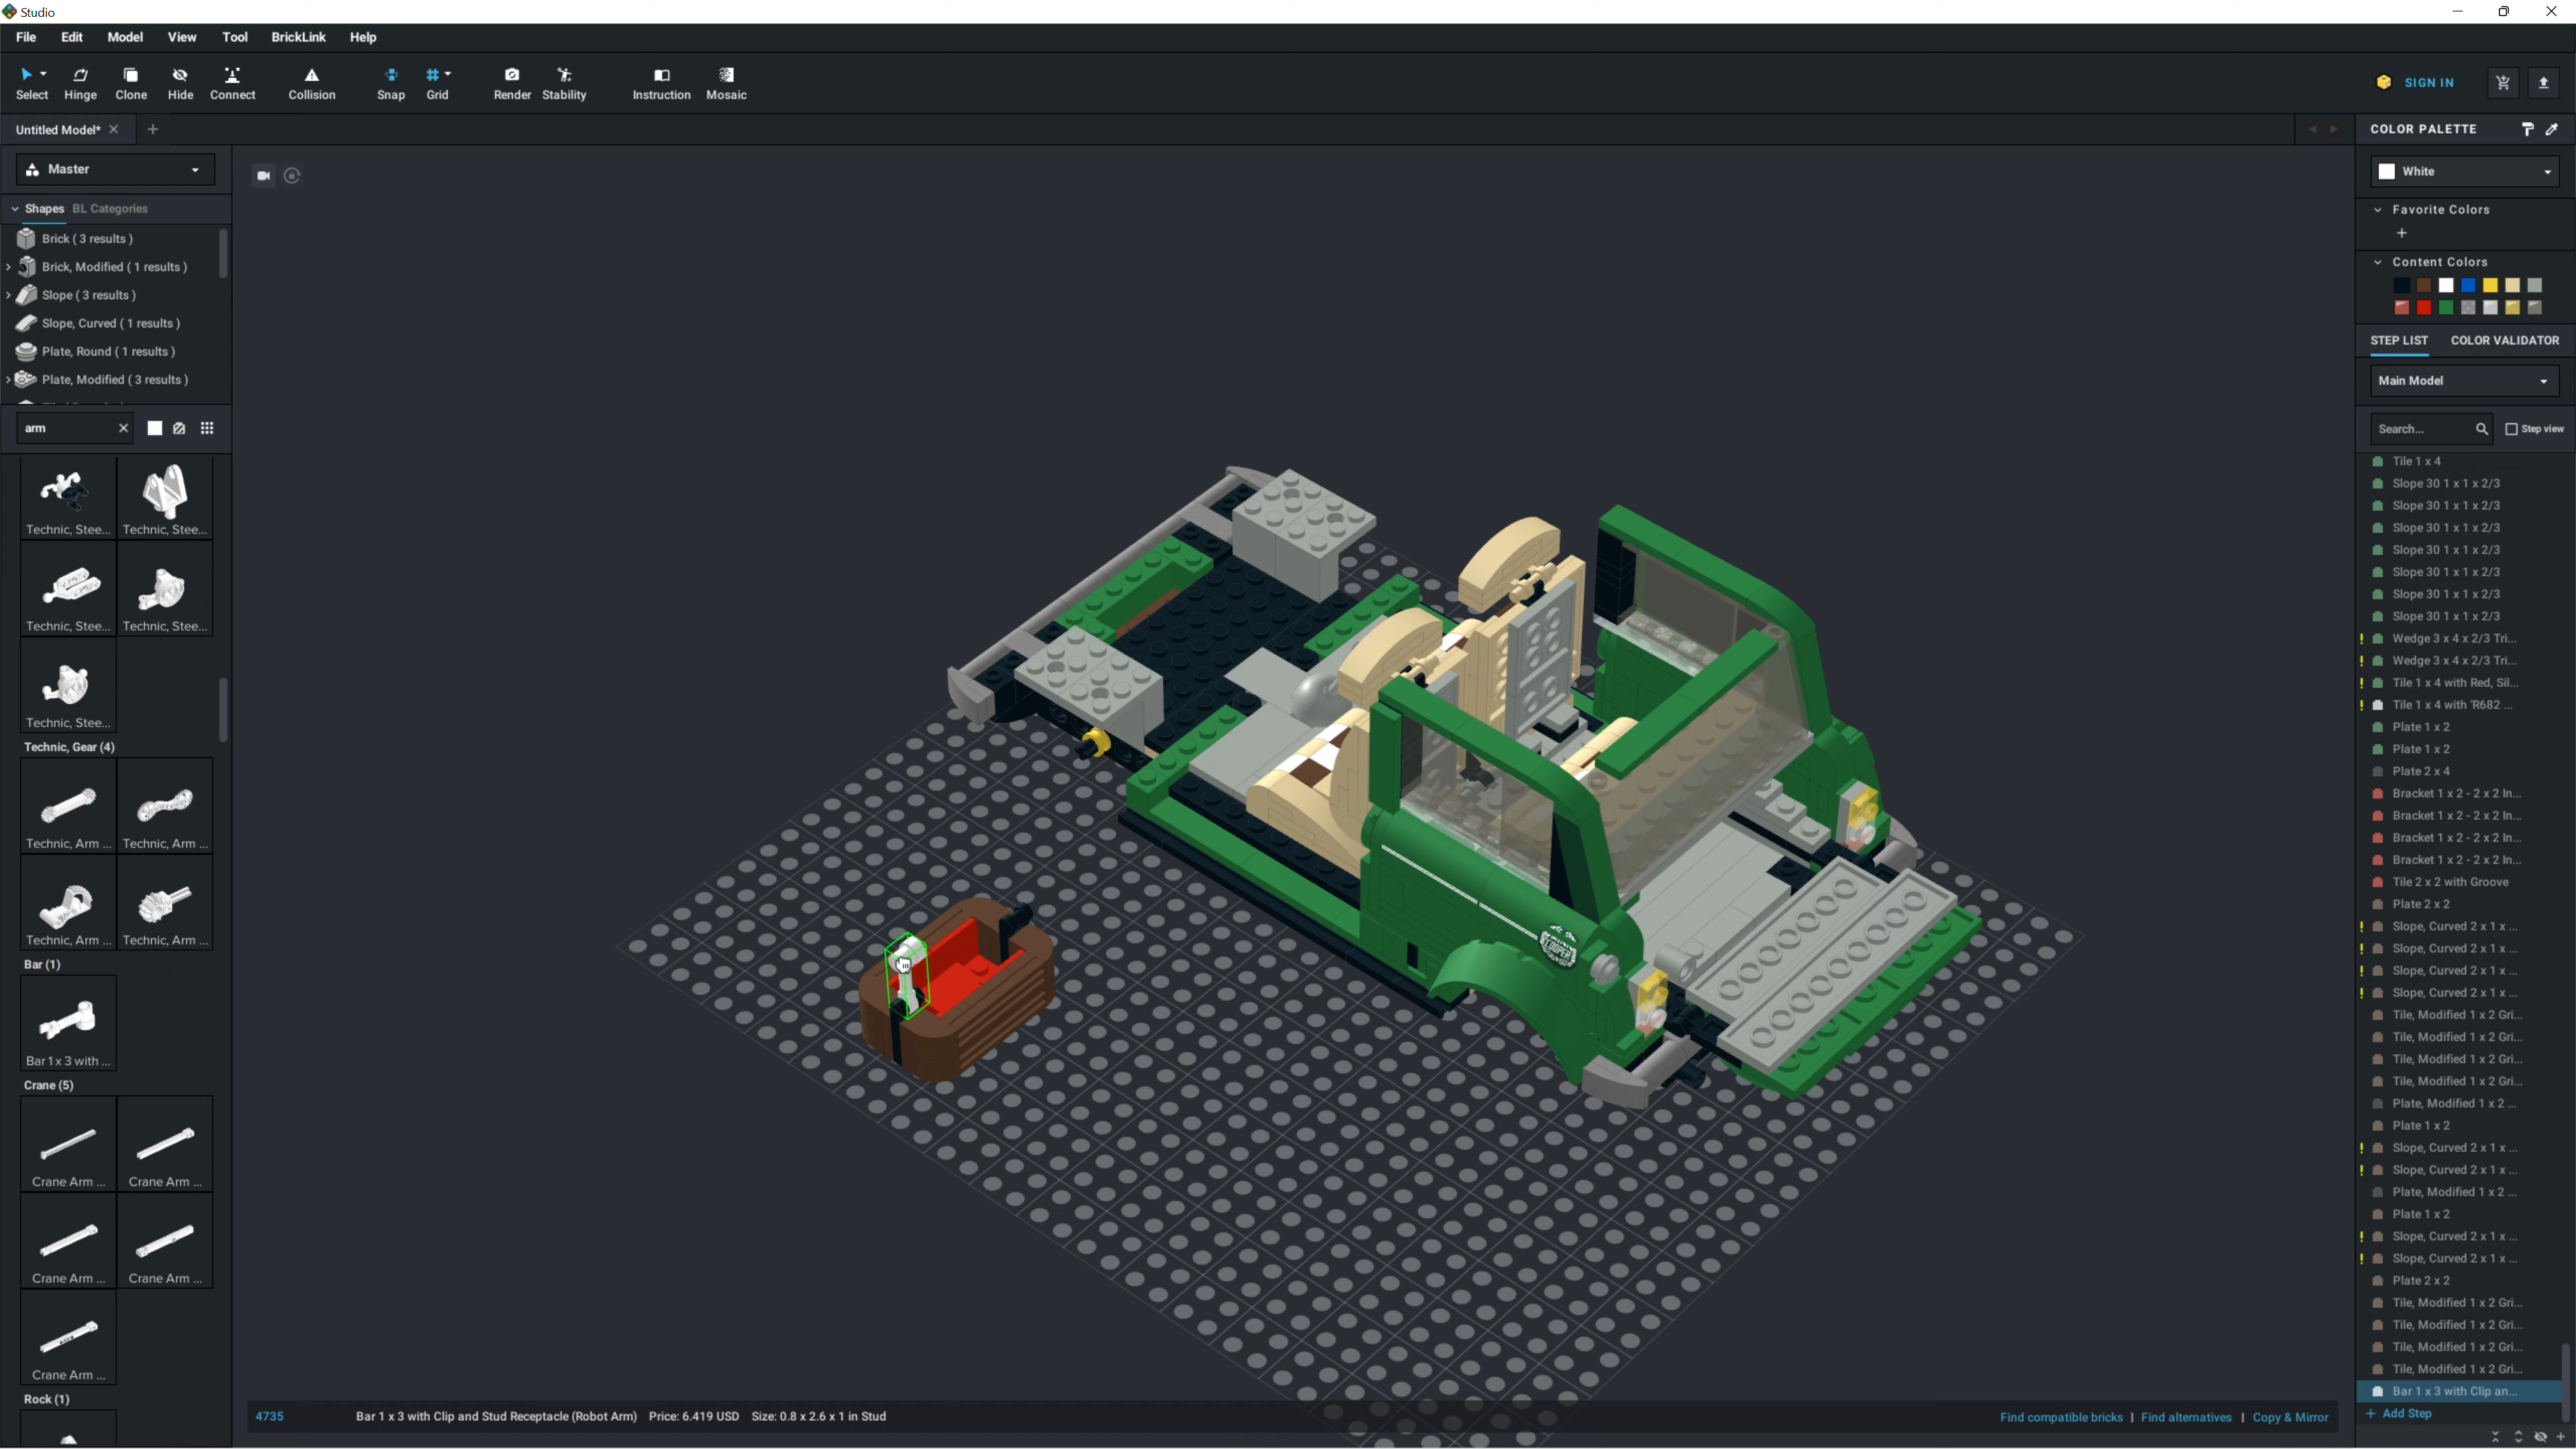 Studio
File Edit Model View Tool BrickLink Help
Select Hinge Clone Hide Connect Collision Snap Grid Render Stability Instruction Mosaic
SIGN IN
Untitled Model*
Master
Shapes BL Categories
Brick ( 3 results )
Brick, Modified ( 1 results )
Slope ( 3 results )
Slope, Curved ( 1 results )
Plate, Round ( 1 results )
Plate, Modified ( 3 results )
arm
Technic, Stee... Technic, Stee...
Technic, Stee... Technic, Stee...
Technic, Stee...
Technic, Gear (4)
Technic, Arm ... Technic, Arm ...
Technic, Arm ... Technic, Arm ...
Bar (1)
Bar 1 x 3 with ...
Crane (5)
Crane Arm ... Crane Arm ...
Crane Arm ... Crane Arm ...
Crane Arm ...
Rock (1)
COOPER
4735 Bar 1 x 3 with Clip and Stud Receptacle (Robot Arm) Price: 6.419 USD Size: 0.8 x 2.6 x 1 in Stud
Find compatible bricks | Find alternatives | Copy & Mirror
COLOR PALETTE
White
Favorite Colors
+
Content Colors
STEP LIST COLOR VALIDATOR
Main Model
Search... Step view
Tile 1 x 4
Slope 30 1 x 1 x 2/3
Slope 30 1 x 1 x 2/3
Slope 30 1 x 1 x 2/3
Slope 30 1 x 1 x 2/3
Slope 30 1 x 1 x 2/3
Slope 30 1 x 1 x 2/3
Slope 30 1 x 1 x 2/3
! Wedge 3 x 4 x 2/3 Tri...
! Wedge 3 x 4 x 2/3 Tri...
! Tile 1 x 4 with Red, Sil...
! Tile 1 x 4 with 'R682 ...
Plate 1 x 2
Plate 1 x 2
Plate 2 x 4
Bracket 1 x 2 - 2 x 2 In...
Bracket 1 x 2 - 2 x 2 In...
Bracket 1 x 2 - 2 x 2 In...
Bracket 1 x 2 - 2 x 2 In...
Tile 2 x 2 with Groove
Plate 2 x 2
! Slope, Curved 2 x 1 x ...
! Slope, Curved 2 x 1 x ...
! Slope, Curved 2 x 1 x ...
! Slope, Curved 2 x 1 x ...
Tile, Modified 1 x 2 Gri...
Tile, Modified 1 x 2 Gri...
Tile, Modified 1 x 2 Gri...
Tile, Modified 1 x 2 Gri...
Plate, Modified 1 x 2 ...
Plate 1 x 2
! Slope, Curved 2 x 1 x ...
! Slope, Curved 2 x 1 x ...
Plate, Modified 1 x 2 ...
Plate 1 x 2
! Slope, Curved 2 x 1 x ...
! Slope, Curved 2 x 1 x ...
Plate 2 x 2
Tile, Modified 1 x 2 Gri...
Tile, Modified 1 x 2 Gri...
Tile, Modified 1 x 2 Gri...
Tile, Modified 1 x 2 Gri...
Bar 1 x 3 with Clip an...
+ Add Step